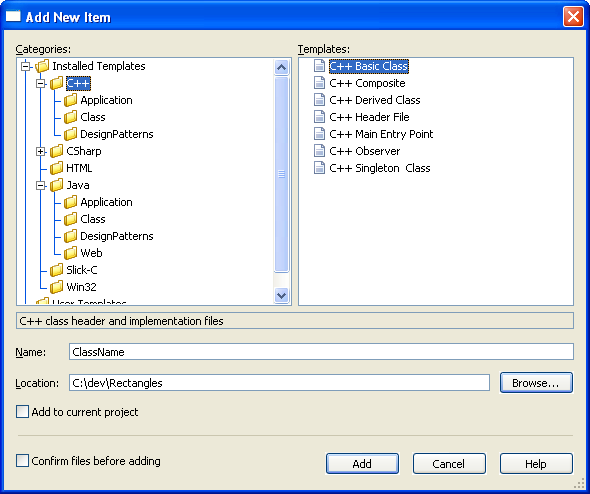 Add New Item
Categories:
Templates:
Installed Templates
C++
Application
Class
DesignPatterns
CSharp
HTML
Java
Application
Class
DesignPatterns
Web
Slick-C
Win32
User Templates
C++ Basic Class
C++ Composite
C++ Derived Class
C++ Header File
C++ Main Entry Point
C++ Observer
C++ Singleton  Class
C++ class header and implementation files
Name: ClassName
Location: C:\dev\Rectangles Browse...
Add to current project
Confirm files before adding Add Cancel Help